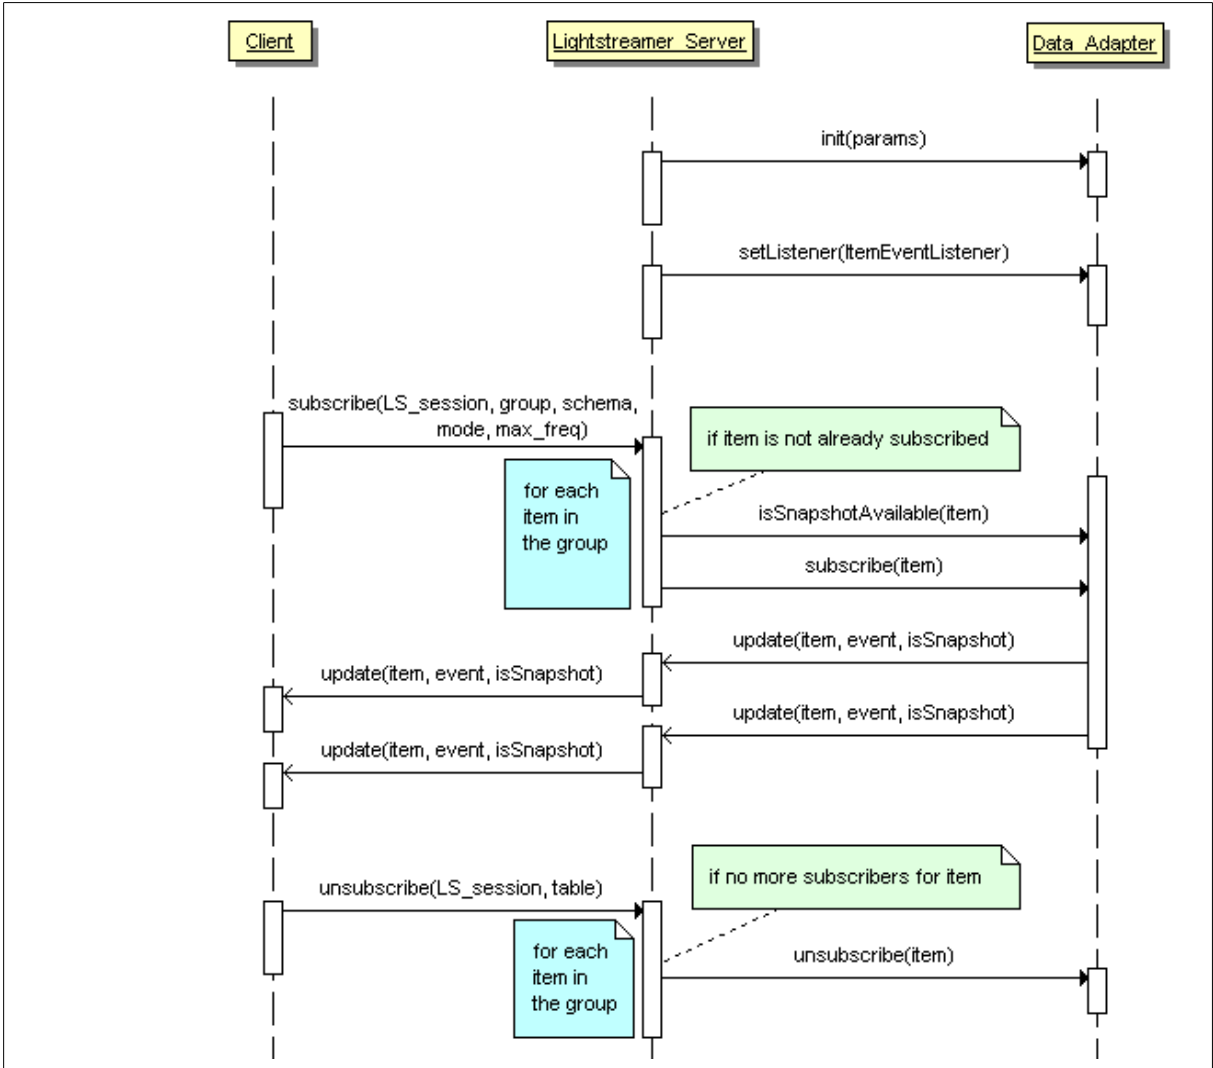 Client
Lightstreamer_Server
Data_Adapter
init(params)
setListener(ItemEventListener)
subscribe(LS_session, group, schema,
mode, max_freq)
if item is not already subscribed
for each
item in
the group
isSnapshotAvailable(item)
subscribe(item)
update(item, event, isSnapshot)
update(item, event, isSnapshot)
update(item, event, isSnapshot)
update(item, event, isSnapshot)
if no more subscribers for item
unsubscribe(LS_session, table)
for each
item in
the group
unsubscribe(item)